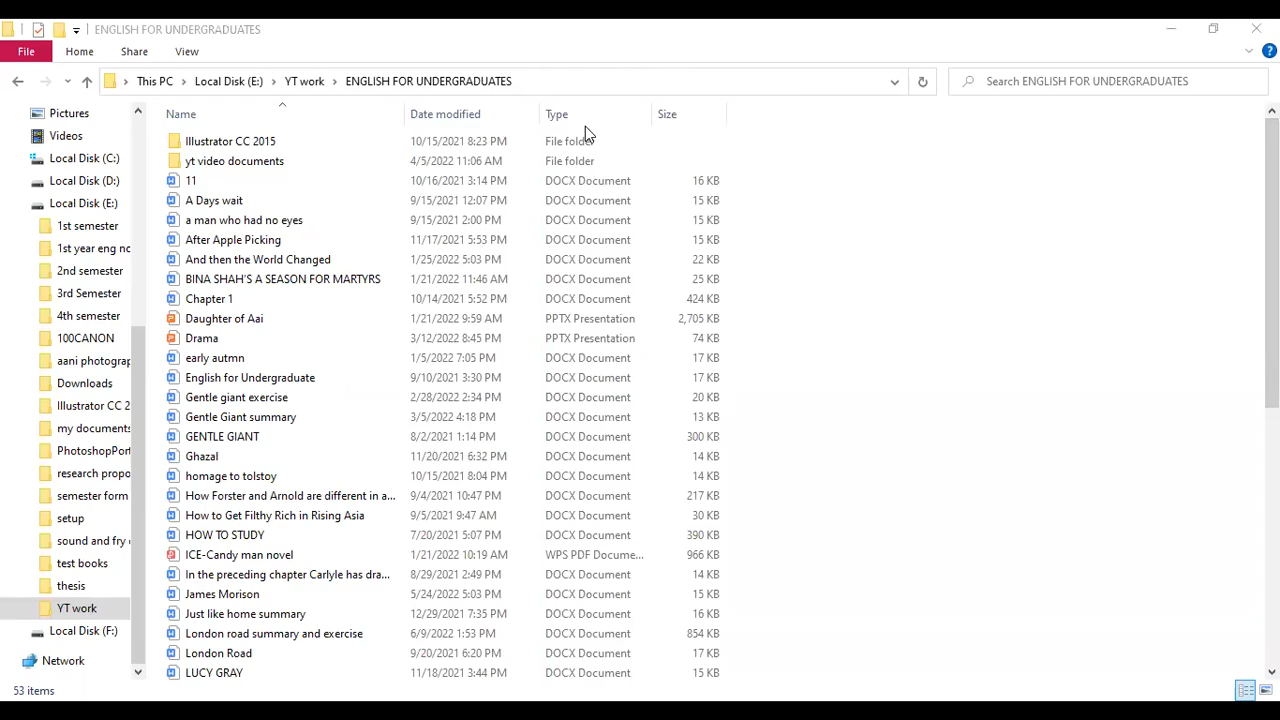 ENGLISH FOR UNDERGRADUATES
File Home Share View
This PC Local Disk (E:) YT work ENGLISH FOR UNDERGRADUATES Search ENGLISH FOR UNDERGRADUATES
Name Date modified Type Size
Pictures
Videos
Local Disk (C:)
Local Disk (D:)
Local Disk (E:)
1st semester
1st year eng no
2nd semester
3rd Semester
4th semester
100CANON
aani photograp
Downloads
Illustrator CC 2
my documents
PhotoshopPort
research propo
semester form
setup
sound and fry
test books
thesis
YT work
Local Disk (F:)
Network
Illustrator CC 2015 10/15/2021 8:23 PM File folder
yt video documents 4/5/2022 11:06 AM File folder
11 10/16/2021 3:14 PM DOCX Document 16 KB
A Days wait 9/15/2021 12:07 PM DOCX Document 15 KB
a man who had no eyes 9/15/2021 2:00 PM DOCX Document 15 KB
After Apple Picking 11/17/2021 5:53 PM DOCX Document 15 KB
And then the World Changed 1/25/2022 5:03 PM DOCX Document 22 KB
BINA SHAH'S A SEASON FOR MARTYRS 1/21/2022 11:46 AM DOCX Document 25 KB
Chapter 1 10/14/2021 5:52 PM DOCX Document 424 KB
Daughter of Aai 1/21/2022 9:59 AM PPTX Presentation 2,705 KB
Drama 3/12/2022 8:45 PM PPTX Presentation 74 KB
early autmn 1/5/2022 7:05 PM DOCX Document 17 KB
English for Undergraduate 9/10/2021 3:30 PM DOCX Document 17 KB
Gentle giant exercise 2/28/2022 2:34 PM DOCX Document 20 KB
Gentle Giant summary 3/5/2022 4:18 PM DOCX Document 13 KB
GENTLE GIANT 8/2/2021 1:14 PM DOCX Document 300 KB
Ghazal 11/20/2021 6:32 PM DOCX Document 14 KB
homage to tolstoy 10/15/2021 8:04 PM DOCX Document 14 KB
How Forster and Arnold are different in a... 9/4/2021 10:47 PM DOCX Document 217 KB
How to Get Filthy Rich in Rising Asia 9/5/2021 9:47 AM DOCX Document 30 KB
HOW TO STUDY 7/20/2021 5:07 PM DOCX Document 390 KB
ICE-Candy man novel 1/21/2022 10:19 AM WPS PDF Docume... 966 KB
In the preceding chapter Carlyle has dra... 8/29/2021 2:49 PM DOCX Document 14 KB
James Morison 5/24/2022 5:03 PM DOCX Document 15 KB
Just like home summary 12/29/2021 7:35 PM DOCX Document 16 KB
London road summary and exercise 6/9/2022 1:53 PM DOCX Document 854 KB
London Road 9/20/2021 6:20 PM DOCX Document 17 KB
LUCY GRAY 11/18/2021 3:44 PM DOCX Document 15 KB
53 items